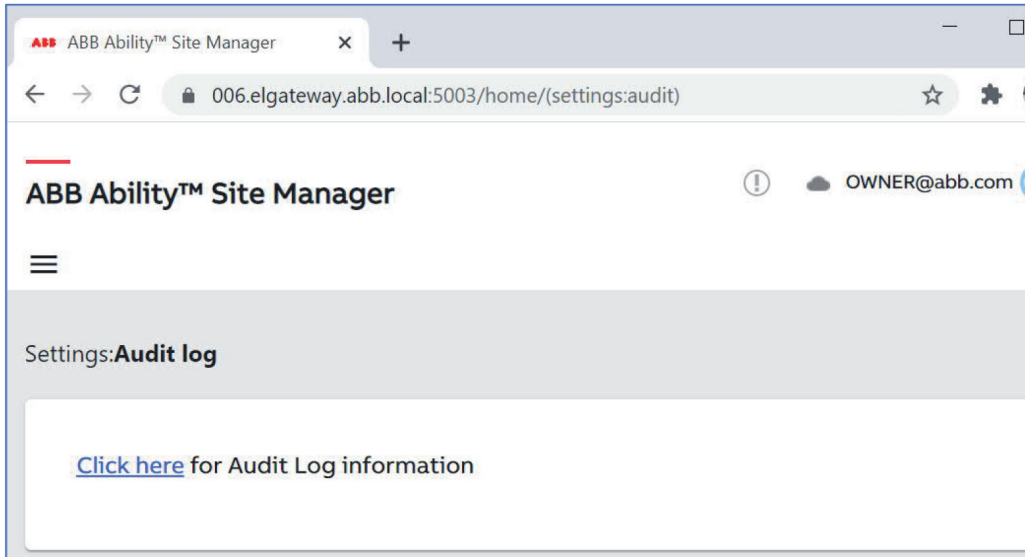 ABB ABB Ability™ Site Manager
006.elgateway.abb.local:5003/home/(settings:audit)
ABB Ability™ Site Manager
OWNER@abb.com
Settings:Audit log
Click here for Audit Log information